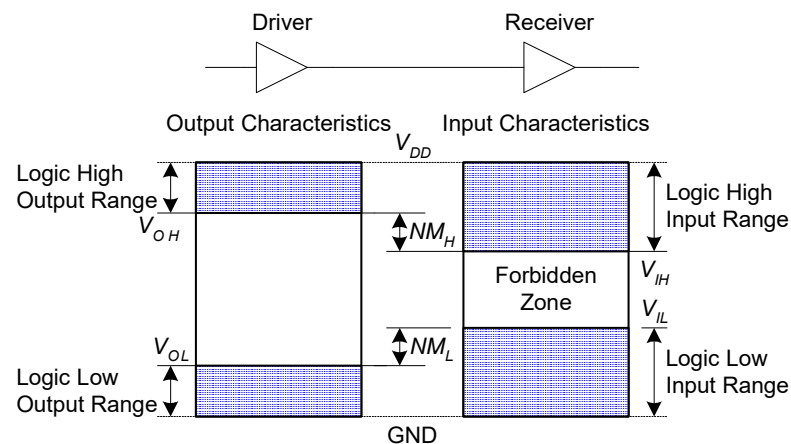 Driver
Receiver
Output Characteristics
Input Characteristics
V_DD
Logic High
Output Range
Logic High
Input Range
V_O H
NM_H
Forbidden
Zone
V_IH
V_IL
V_OL
NM_L
Logic Low
Output Range
Logic Low
Input Range
GND